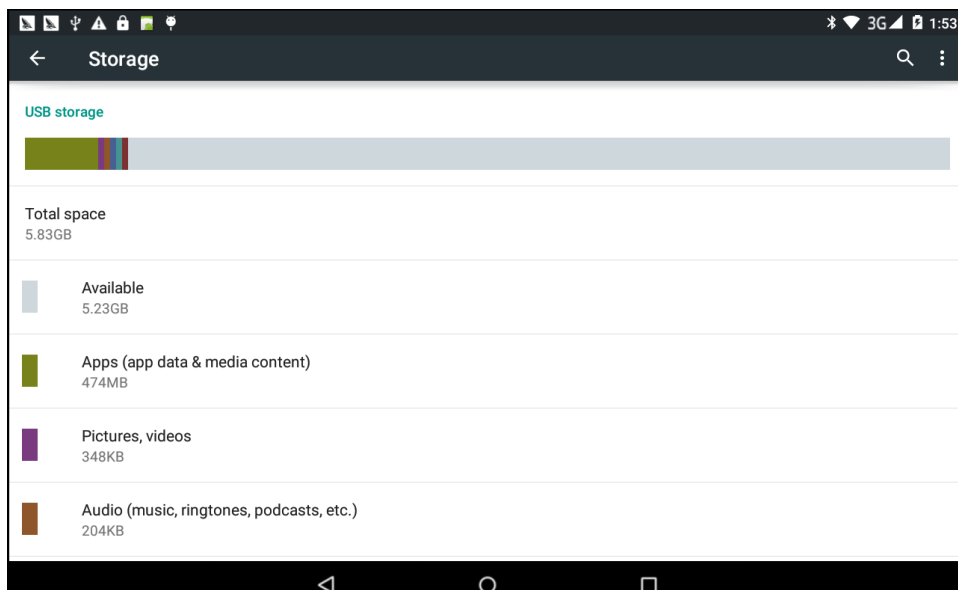 3G 1:53
Storage
USB storage
Total space
5.83GB
Available
5.23GB
Apps (app data & media content)
474MB
Pictures, videos
348KB
Audio (music, ringtones, podcasts, etc.)
204KB